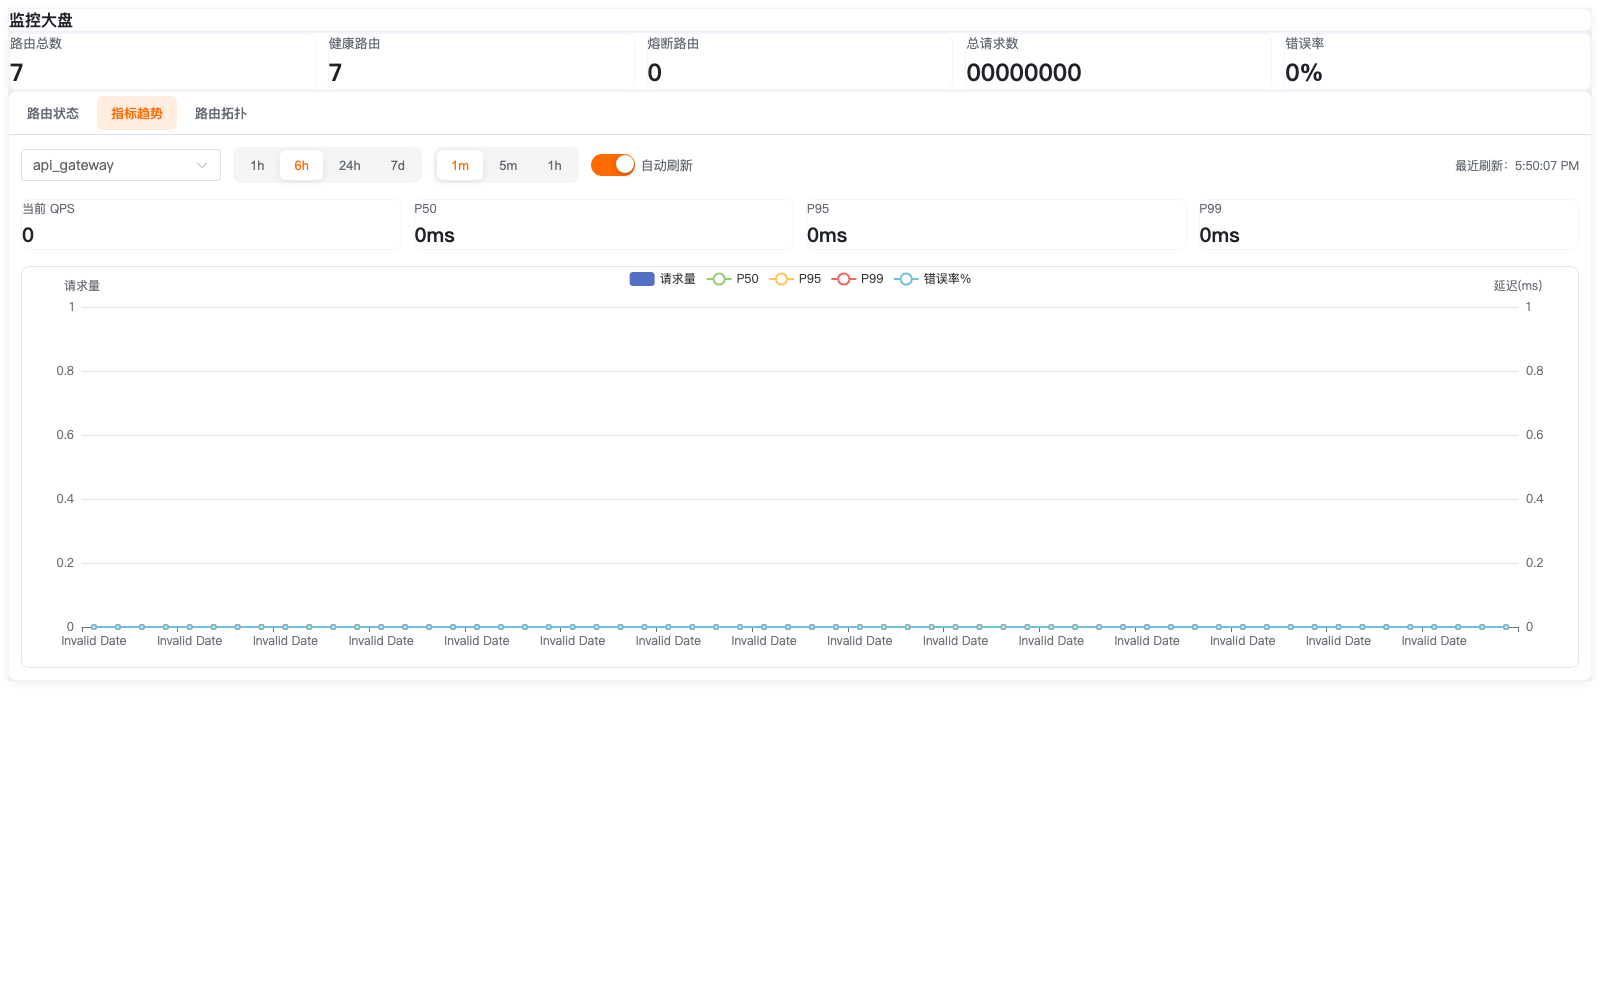 监控大盘
路由总数 健康路由 熔断路由 总请求数 错误率
7 7 0 00000000 0%
路由状态 指标趋势 路由拓扑
api_gateway 1h 6h 24h 7d 1m 5m 1h 自动刷新 最近刷新：5:50:07 PM
当前 QPS P50 P95 P99
0 0ms 0ms 0ms
请求量 P50 P95 P99 错误率%
请求量 延迟(ms)
1 1
0.8 0.8
0.6 0.6
0.4 0.4
0.2 0.2
0 0
Invalid Date Invalid Date Invalid Date Invalid Date Invalid Date Invalid Date Invalid Date Invalid Date Invalid Date Invalid Date Invalid Date Invalid Date Invalid Date Invalid Date Invalid Date